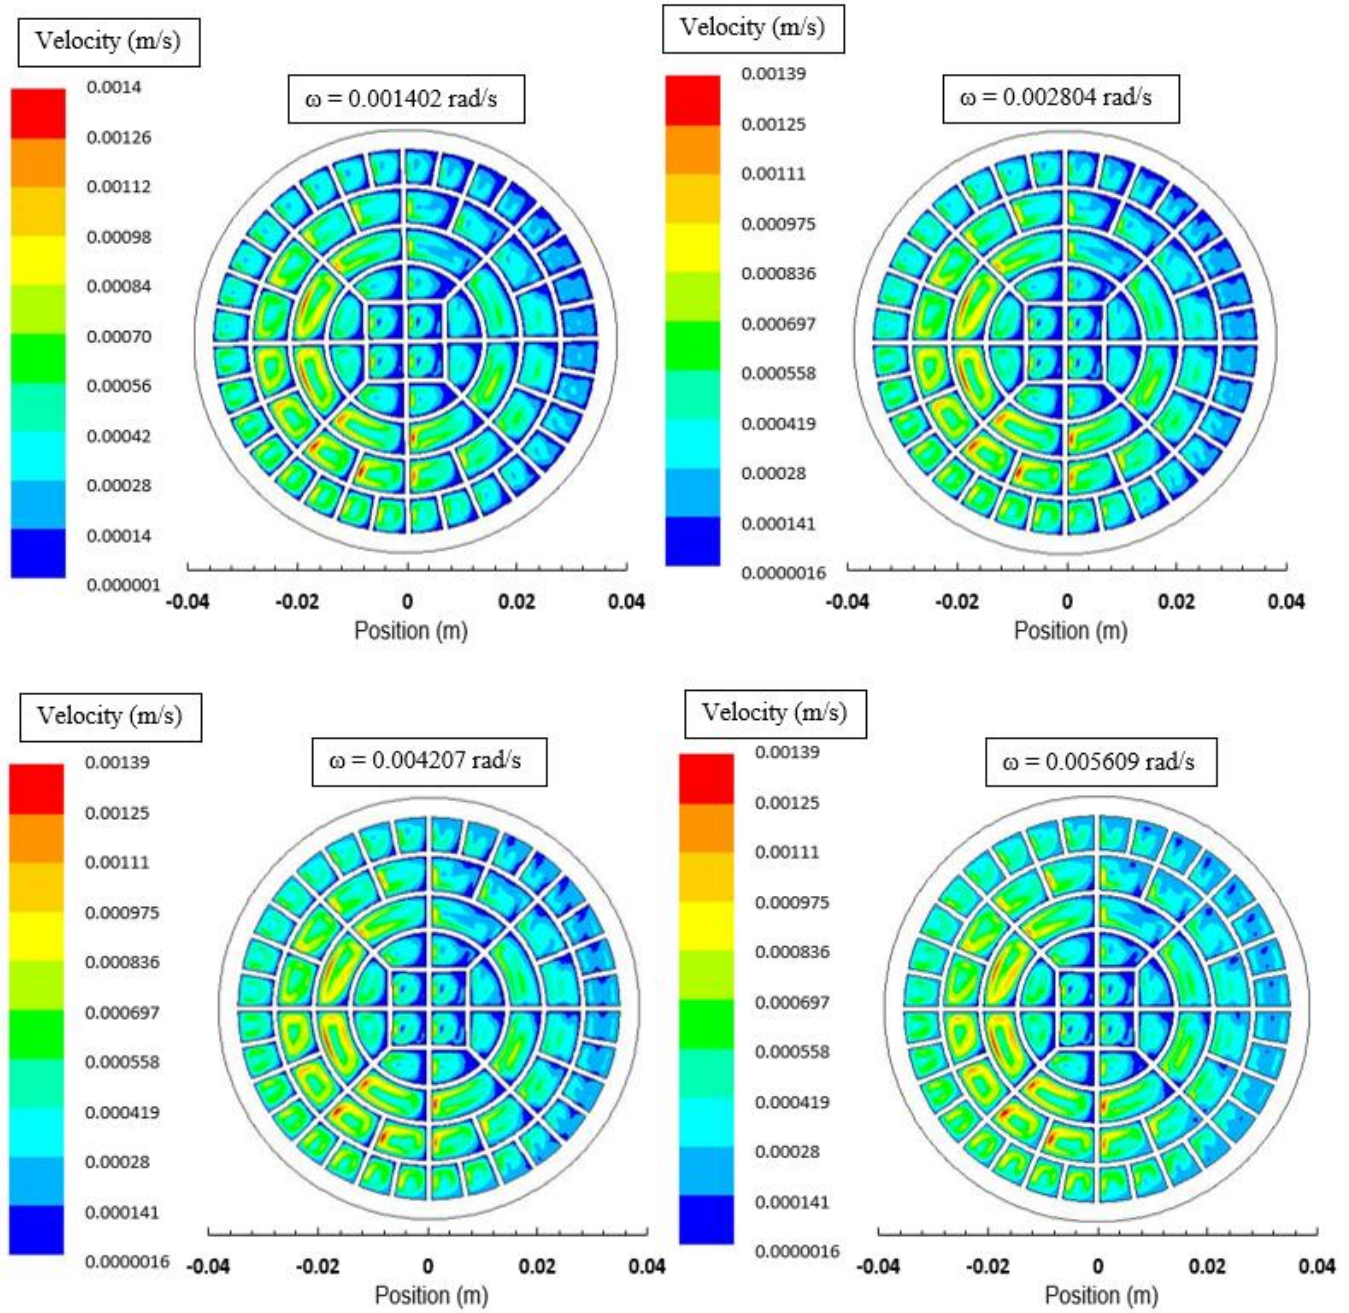 Velocity (m/s)
ω = 0.001402 rad/s
0.0014
0.00126
0.00112
0.00098
0.00084
0.00070
0.00056
0.00042
0.00028
0.00014
0.000001
-0.04 -0.02 0 0.02 0.04
Position (m)
Velocity (m/s)
ω = 0.002804 rad/s
0.00139
0.00125
0.00111
0.000975
0.000836
0.000697
0.000558
0.000419
0.00028
0.000141
0.0000016
-0.04 -0.02 0 0.02 0.04
Position (m)
Velocity (m/s)
ω = 0.004207 rad/s
0.00139
0.00125
0.00111
0.000975
0.000836
0.000697
0.000558
0.000419
0.00028
0.000141
0.0000016
-0.04 -0.02 0 0.02 0.04
Position (m)
Velocity (m/s)
ω = 0.005609 rad/s
0.00139
0.00125
0.00111
0.000975
0.000836
0.000697
0.000558
0.000419
0.00028
0.000141
0.0000016
-0.04 -0.02 0 0.02 0.04
Position (m)